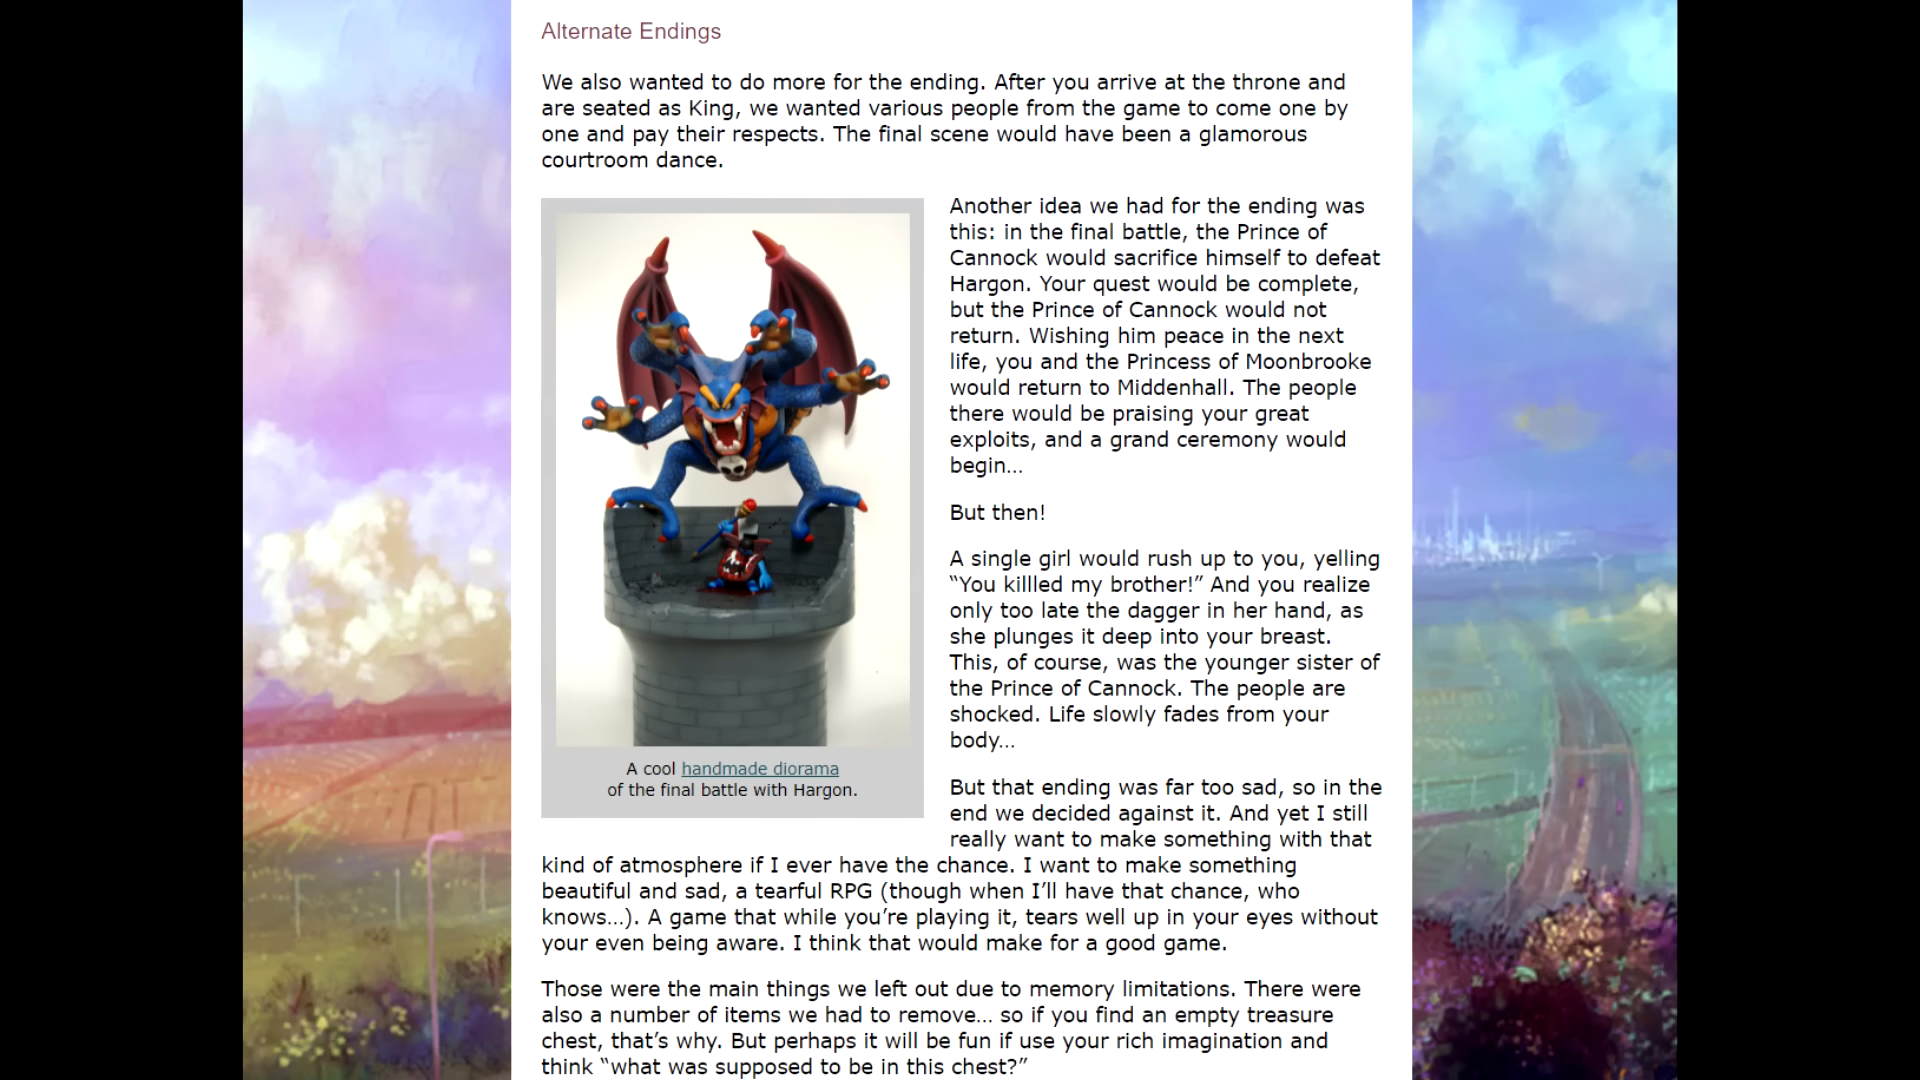 Alternate Endings
We also wanted to do more for the ending. After you arrive at the throne and
are seated as King, we wanted various people from the game to come one by
one and pay their respects. The final scene would have been a glamorous
courtroom dance.
Another idea we had for the ending was
this: in the final battle, the Prince of
Cannock would sacrifice himself to defeat
Hargon. Your quest would be complete,
but the Prince of Cannock would not
return. Wishing him peace in the next
life, you and the Princess of Moonbrooke
would return to Middenhall. The people
there would be praising your great
exploits, and a grand ceremony would
begin…
But then!
A single girl would rush up to you, yelling
“You killled my brother!” And you realize
only too late the dagger in her hand, as
she plunges it deep into your breast.
This, of course, was the younger sister of
the Prince of Cannock. The people are
shocked. Life slowly fades from your
body…
A cool handmade diorama
of the final battle with Hargon.
But that ending was far too sad, so in the
end we decided against it. And yet I still
really want to make something with that
kind of atmosphere if I ever have the chance. I want to make something
beautiful and sad, a tearful RPG (though when I’ll have that chance, who
knows…). A game that while you’re playing it, tears well up in your eyes without
your even being aware. I think that would make for a good game.
Those were the main things we left out due to memory limitations. There were
also a number of items we had to remove… so if you find an empty treasure
chest, that’s why. But perhaps it will be fun if use your rich imagination and
think “what was supposed to be in this chest?”